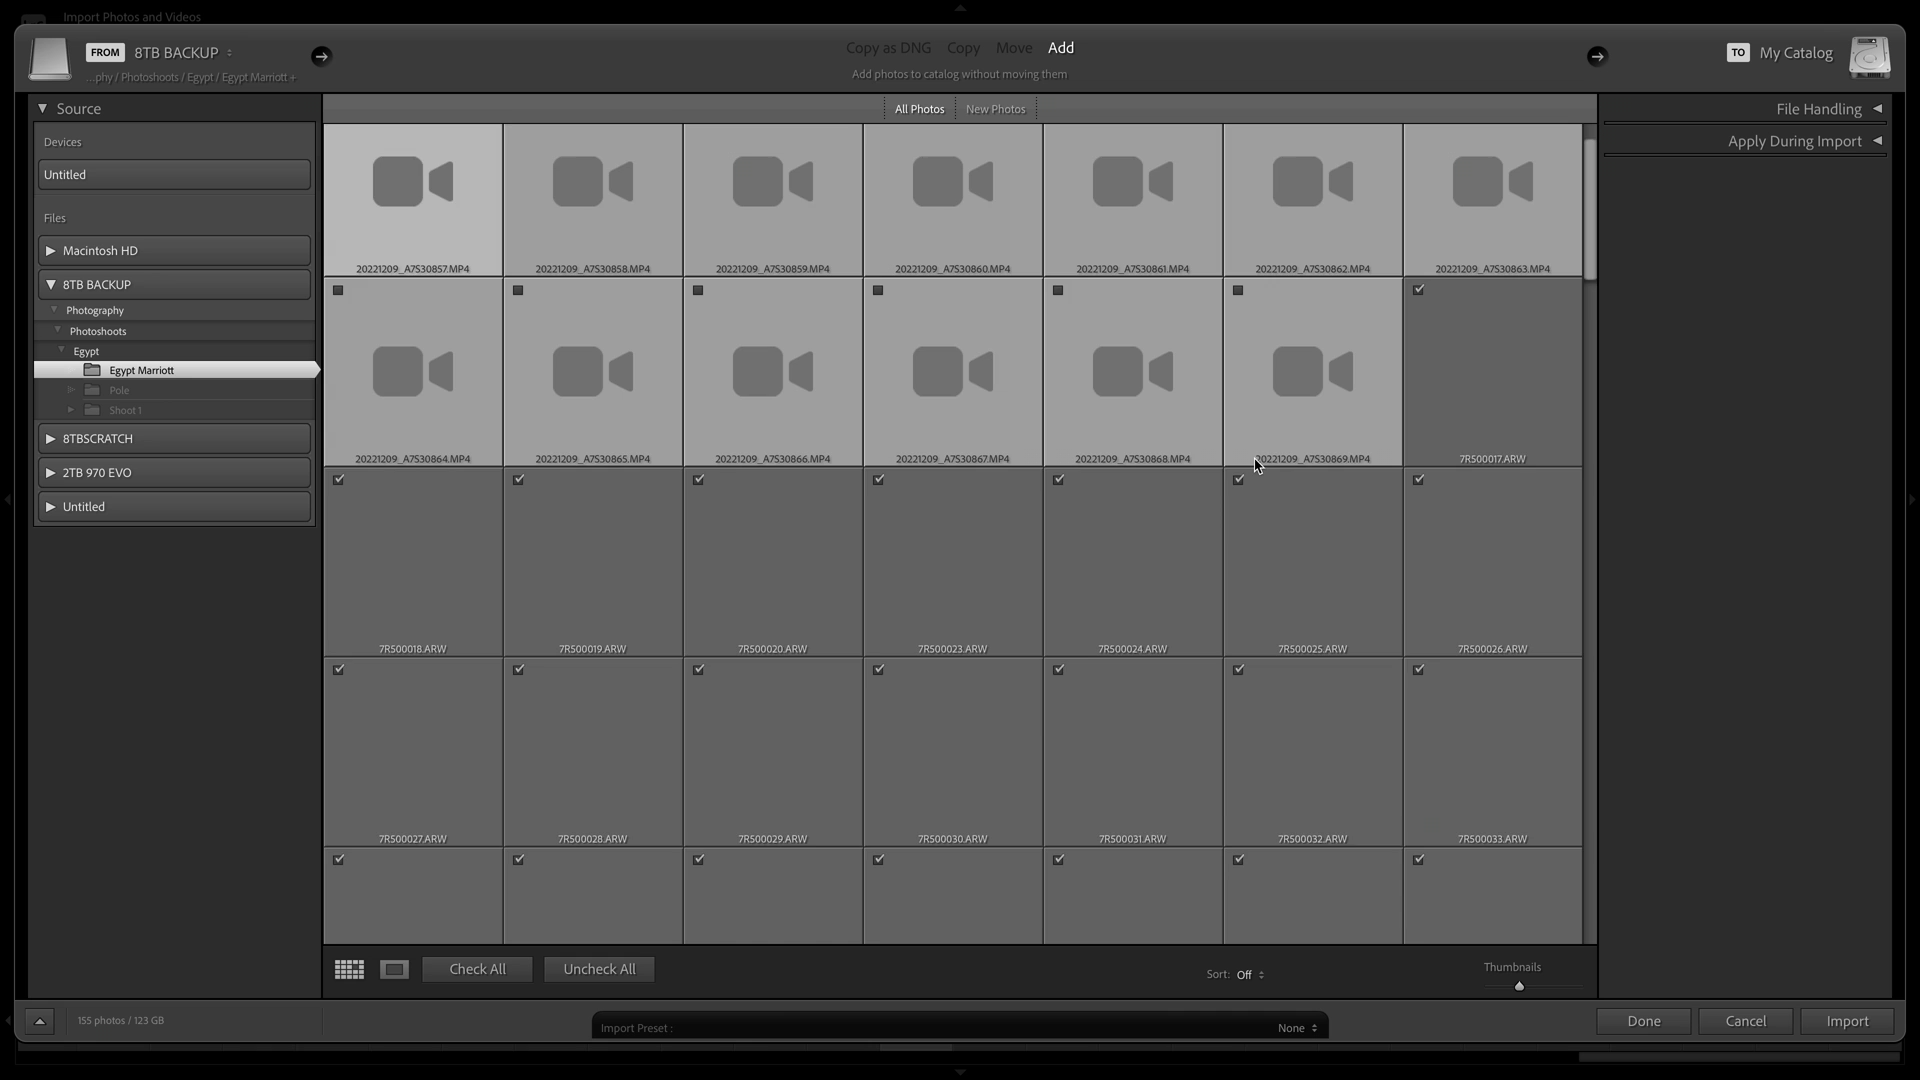 Import Photos and Videos
FROM 8TB BACKUP
...phy / Photoshoots / Egypt / Egypt Marriott +
Copy as DNG Copy Move Add
Add photos to catalog without moving them
TO My Catalog
Source
All Photos New Photos
File Handling
Apply During Import
Devices
Untitled
Files
Macintosh HD
8TB BACKUP
Photography
Photoshoots
Egypt
Egypt Marriott
Pole
Shoot 1
8TBSCRATCH
2TB 970 EVO
Untitled
20221209_A7S30857.MP4 20221209_A7S30858.MP4 20221209_A7S30859.MP4 20221209_A7S30860.MP4 20221209_A7S30861.MP4 20221209_A7S30862.MP4 20221209_A7S30863.MP4
20221209_A7S30864.MP4 20221209_A7S30865.MP4 20221209_A7S30866.MP4 20221209_A7S30867.MP4 20221209_A7S30868.MP4 20221209_A7S30869.MP4 7R500017.ARW
7R500018.ARW 7R500019.ARW 7R500020.ARW 7R500023.ARW 7R500024.ARW 7R500025.ARW 7R500026.ARW
7R500027.ARW 7R500028.ARW 7R500029.ARW 7R500030.ARW 7R500031.ARW 7R500032.ARW 7R500033.ARW
Check All Uncheck All Sort: Off Thumbnails
155 photos / 123 GB
Import Preset : None
Done Cancel Import